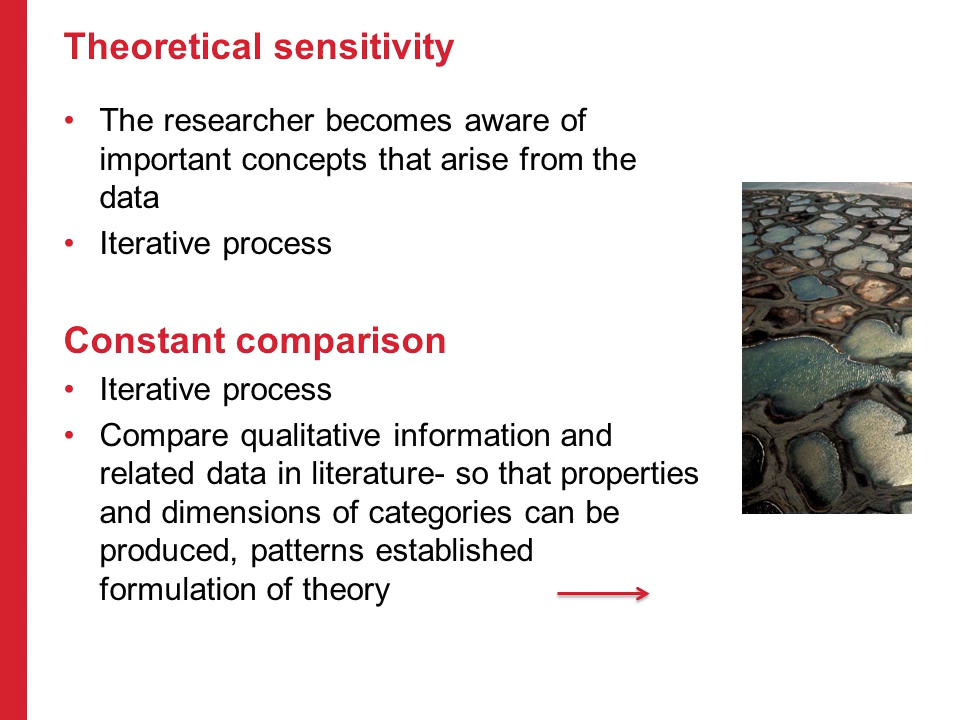 Theoretical sensitivity
• The researcher becomes aware of
important concepts that arise from the
data
• Iterative process
Constant comparison
• Iterative process
• Compare qualitative information and
related data in literature- so that properties
and dimensions of categories can be
produced, patterns established
formulation of theory